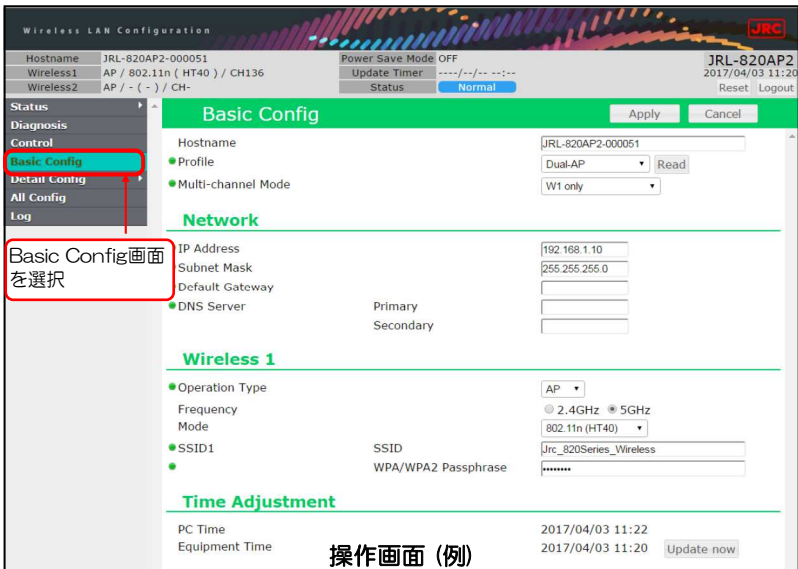 Wireless LAN Configuration
JRC
Hostname JRL-820AP2-000051 Power Save Mode OFF JRL-820AP2
Wireless1 AP / 802.11n ( HT40 ) / CH136 Update Timer ----/--/-- --:-- 2017/04/03 11:20
Wireless2 AP / - ( - ) / CH- Status Normal Reset Logout
Status
Diagnosis
Control
Basic Config
Detail Config
All Config
Log
Basic Config画面
を選択
Basic Config Apply Cancel
Hostname JRL-820AP2-000051
Profile Dual-AP Read
Multi-channel Mode W1 only
Network
IP Address 192.168.1.10
Subnet Mask 255.255.255.0
Default Gateway
DNS Server Primary
Secondary
Wireless 1
Operation Type AP
Frequency 2.4GHz 5GHz
Mode 802.11n (HT40)
SSID1 SSID Jrc_820Series_Wireless
WPA/WPA2 Passphrase ••••••••
Time Adjustment
PC Time 2017/04/03 11:22
Equipment Time 2017/04/03 11:20 Update now
操作画面 (例)